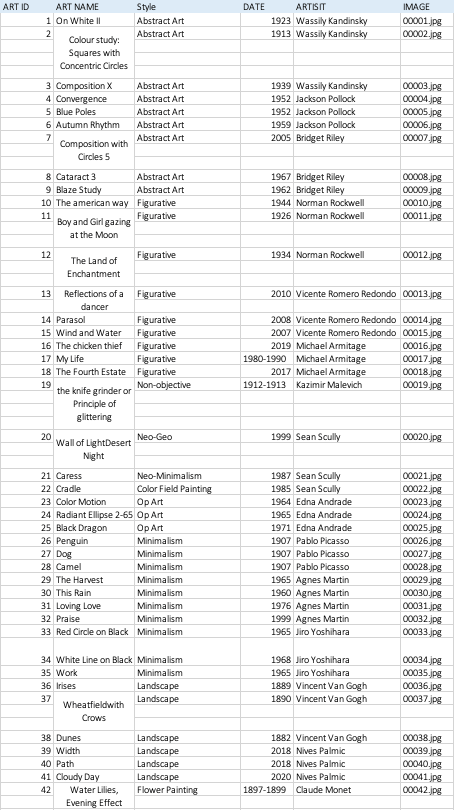 ART ID ART NAME Style DATE ARTISIT IMAGE
1 On White II Abstract Art 1923 Wassily Kandinsky 00001.jpg
2 Colour study: Squares with Concentric Circles Abstract Art 1913 Wassily Kandinsky 00002.jpg
3 Composition X Abstract Art 1939 Wassily Kandinsky 00003.jpg
4 Convergence Abstract Art 1952 Jackson Pollock 00004.jpg
5 Blue Poles Abstract Art 1952 Jackson Pollock 00005.jpg
6 Autumn Rhythm Abstract Art 1959 Jackson Pollock 00006.jpg
7 Composition with Circles 5 Abstract Art 2005 Bridget Riley 00007.jpg
8 Cataract 3 Abstract Art 1967 Bridget Riley 00008.jpg
9 Blaze Study Abstract Art 1962 Bridget Riley 00009.jpg
10 The american way Figurative 1944 Norman Rockwell 00010.jpg
11 Boy and Girl gazing at the Moon Figurative 1926 Norman Rockwell 00011.jpg
12 The Land of Enchantment Figurative 1934 Norman Rockwell 00012.jpg
13 Reflections of a dancer Figurative 2010 Vicente Romero Redondo 00013.jpg
14 Parasol Figurative 2008 Vicente Romero Redondo 00014.jpg
15 Wind and Water Figurative 2007 Vicente Romero Redondo 00015.jpg
16 The chicken thief Figurative 2019 Michael Armitage 00016.jpg
17 My Life Figurative 1980-1990 Michael Armitage 00017.jpg
18 The Fourth Estate Figurative 2017 Michael Armitage 00018.jpg
19 the knife grinder or Principle of glittering Non-objective 1912-1913 Kazimir Malevich 00019.jpg
20 Wall of LightDesert Night Neo-Geo 1999 Sean Scully 00020.jpg
21 Caress Neo-Minimalism 1987 Sean Scully 00021.jpg
22 Cradle Color Field Painting 1985 Sean Scully 00022.jpg
23 Color Motion Op Art 1964 Edna Andrade 00023.jpg
24 Radiant Ellipse 2-65 Op Art 1965 Edna Andrade 00024.jpg
25 Black Dragon Op Art 1971 Edna Andrade 00025.jpg
26 Penguin Minimalism 1907 Pablo Picasso 00026.jpg
27 Dog Minimalism 1907 Pablo Picasso 00027.jpg
28 Camel Minimalism 1907 Pablo Picasso 00028.jpg
29 The Harvest Minimalism 1965 Agnes Martin 00029.jpg
30 This Rain Minimalism 1960 Agnes Martin 00030.jpg
31 Loving Love Minimalism 1976 Agnes Martin 00031.jpg
32 Praise Minimalism 1999 Agnes Martin 00032.jpg
33 Red Circle on Black Minimalism 1965 Jiro Yoshihara 00033.jpg
34 White Line on Black Minimalism 1968 Jiro Yoshihara 00034.jpg
35 Work Minimalism 1965 Jiro Yoshihara 00035.jpg
36 Irises Landscape 1889 Vincent Van Gogh 00036.jpg
37 Wheatfieldwith Crows Landscape 1890 Vincent Van Gogh 00037.jpg
38 Dunes Landscape 1882 Vincent Van Gogh 00038.jpg
39 Width Landscape 2018 Nives Palmic 00039.jpg
40 Path Landscape 2018 Nives Palmic 00040.jpg
41 Cloudy Day Landscape 2020 Nives Palmic 00041.jpg
42 Water Lilies, Evening Effect Flower Painting 1897-1899 Claude Monet 00042.jpg